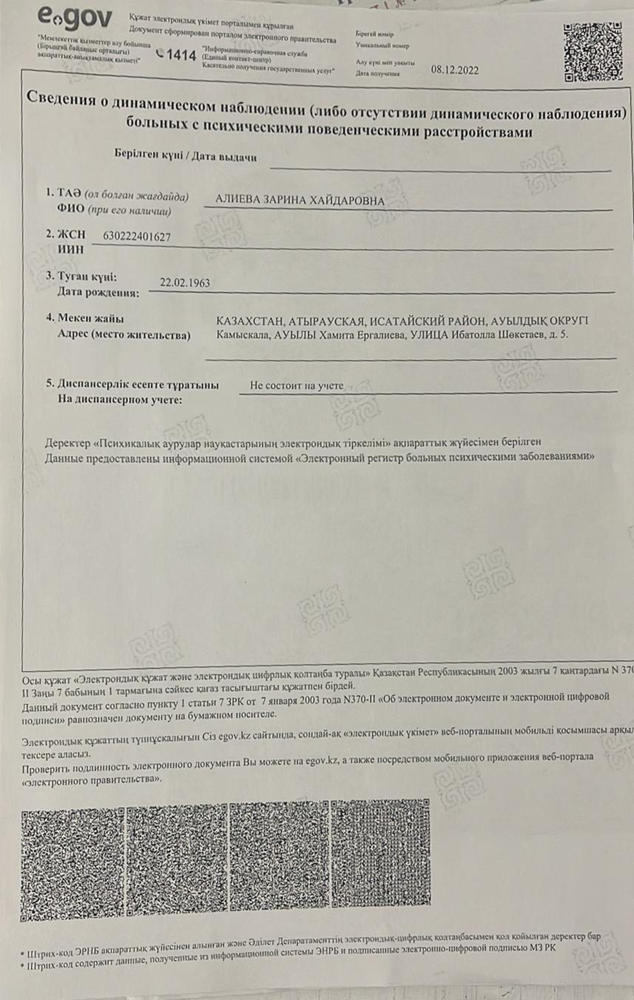 egov
Құжат электрондық үкімет порталымен құрылған
Документ сформирован порталом электронного правительства
"Мемлекеттік қызметтер алу бойынша
(Бірыңғай байланыс орталығы)
ақпараттық-анықтамалық қызметі"
1414
"Информационно-справочная служба
(Единый контакт-центр)
Касательно получения государственных услуг"
Бірегей нөмір
Уникальный номер
Алу күні мен уақыты
Дата получения
08.12.2022
Сведения о динамическом наблюдении (либо отсутствии динамического наблюдения)
больных с психическими поведенческими расстройствами
Берілген күні / Дата выдачи
1. ТАӘ (ол болған жағдайда)
ФИО (при его наличии)
АЛИЕВА ЗАРИНА ХАЙДАРОВНА
2. ЖСН
ИИН
630222401627
3. Туған күні:
Дата рождения:
22.02.1963
4. Мекен жайы
Адрес (место жительства)
КАЗАХСТАН, АТЫРАУСКАЯ, ИСАТАЙСКИЙ РАЙОН, АУЫЛДЫҚ ОКРУГІ
Камыскала, АУЫЛЫ Хамита Ергалиева, УЛИЦА Ибатолла Шөкетаев, д. 5.
5. Диспансерлік есепте тұратыны
На диспансерном учете:
Не состоит на учете
Деректер «Психикалық аурулар науқастарының электрондық тіркелімі» ақпараттық жүйесімен берілген
Данные предоставлены информационной системой «Электронный регистр больных психическими заболеваниями»
Осы құжат «Электрондық құжат және электрондық цифрлық қолтаңба туралы» Қазақстан Республикасының 2003 жылғы 7 қаңтардағы N 370
II Заңы 7 бабының 1 тармағына сәйкес қағаз тасығыштағы құжатпен бірдей.
Данный документ согласно пункту 1 статьи 7 ЗРК от 7 января 2003 года N370-II «Об электронном документе и электронной цифровой
подписи» равнозначен документу на бумажном носителе.
Электрондық құжаттың түпнұсқалығын Сіз egov.kz сайтында, сондай-ақ «электрондық үкімет» веб-порталының мобильді қосымшасы арқыл
тексере аласыз.
Проверить подлинность электронного документа Вы можете на egov.kz, а также посредством мобильного приложения веб-портала
«электронного правительства».
* Штрих-код ЭРНБ ақпараттық жүйесінен алынған және Әділет Департаменттің электрондық-цифрлық қолтаңбасымен қол қойылған деректер бар
* Штрих-код содержит данные, полученные из информационной системы ЭНРБ и подписанные электронно-цифровой подписью МЗ РК